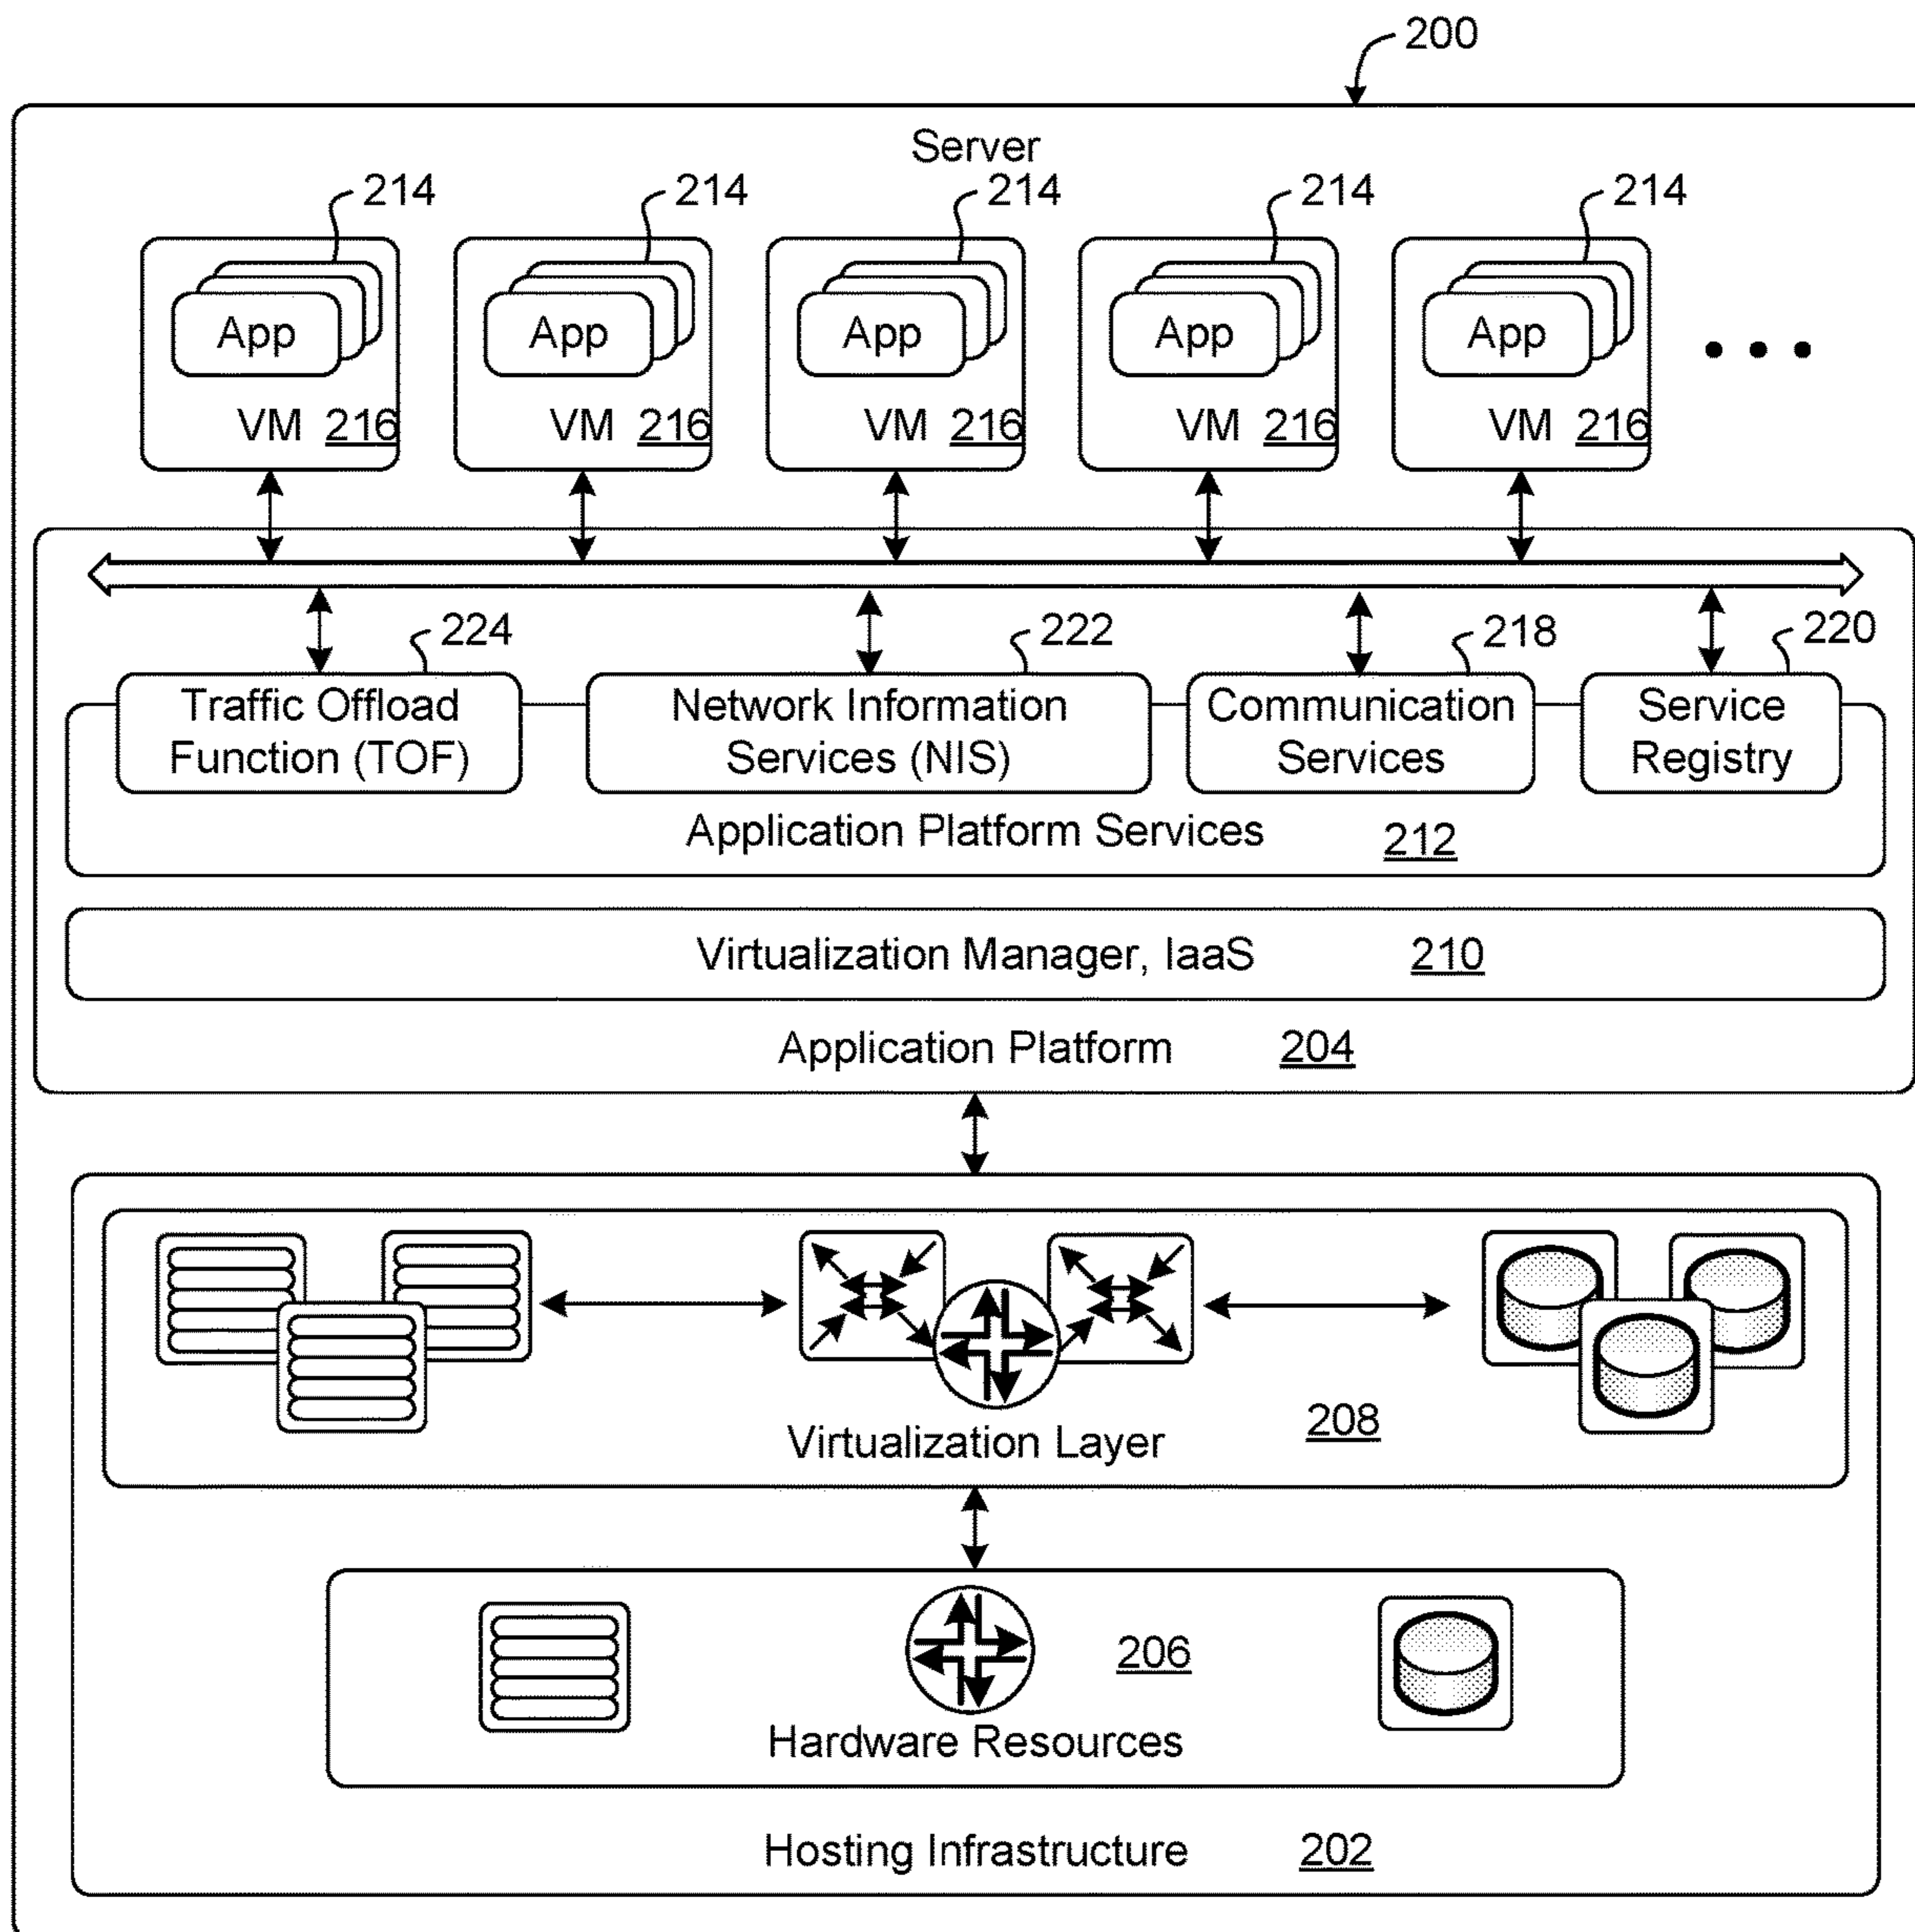 200
Server
214 214 214 214 214
App App App App App
VM 216 VM 216 VM 216 VM 216 VM 216
224 222 218 220
Traffic Offload
Function (TOF)
Network Information
Services (NIS)
Communication
Services
Service
Registry
Application Platform Services 212
Virtualization Manager, IaaS 210
Application Platform 204
208
Virtualization Layer
206
Hardware Resources
Hosting Infrastructure 202